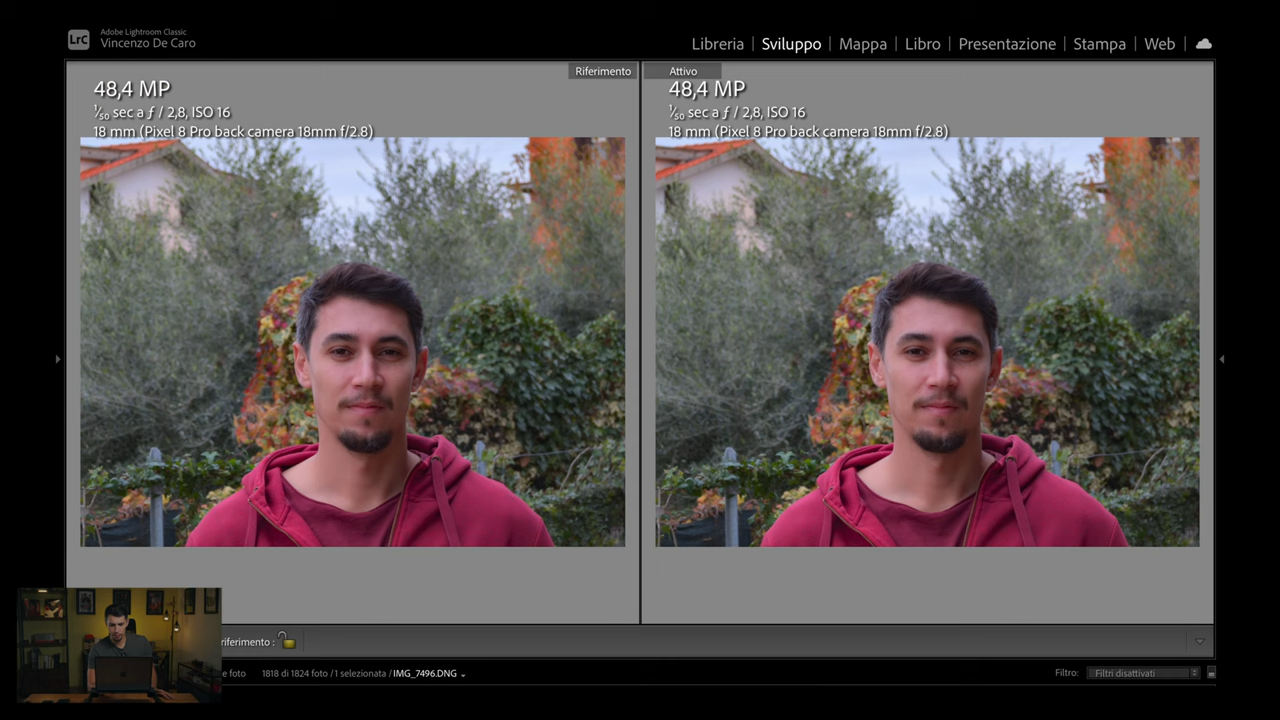 LrC
Adobe Lightroom Classic
Vincenzo De Caro
Libreria | Sviluppo | Mappa | Libro | Presentazione | Stampa | Web
Riferimento
48,4 MP
1/50 sec a ƒ / 2,8, ISO 16
18 mm (Pixel 8 Pro back camera 18mm f/2.8)
Attivo
48,4 MP
1/50 sec a ƒ / 2,8, ISO 16
18 mm (Pixel 8 Pro back camera 18mm f/2.8)
riferimento :
e foto 1818 di 1824 foto / 1 selezionata / IMG_7496.DNG
Filtro: Filtri disattivati